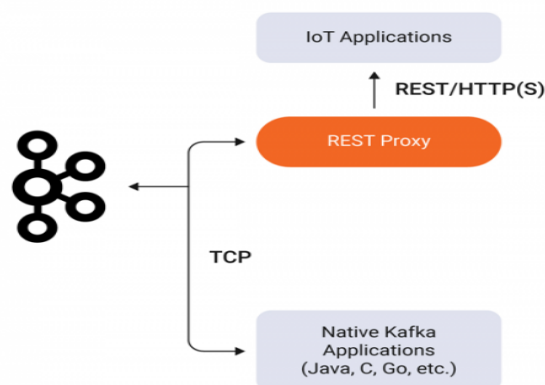 IoT Applications
REST/HTTP(S)
REST Proxy
TCP
Native Kafka
Applications
(Java, C, Go, etc.)